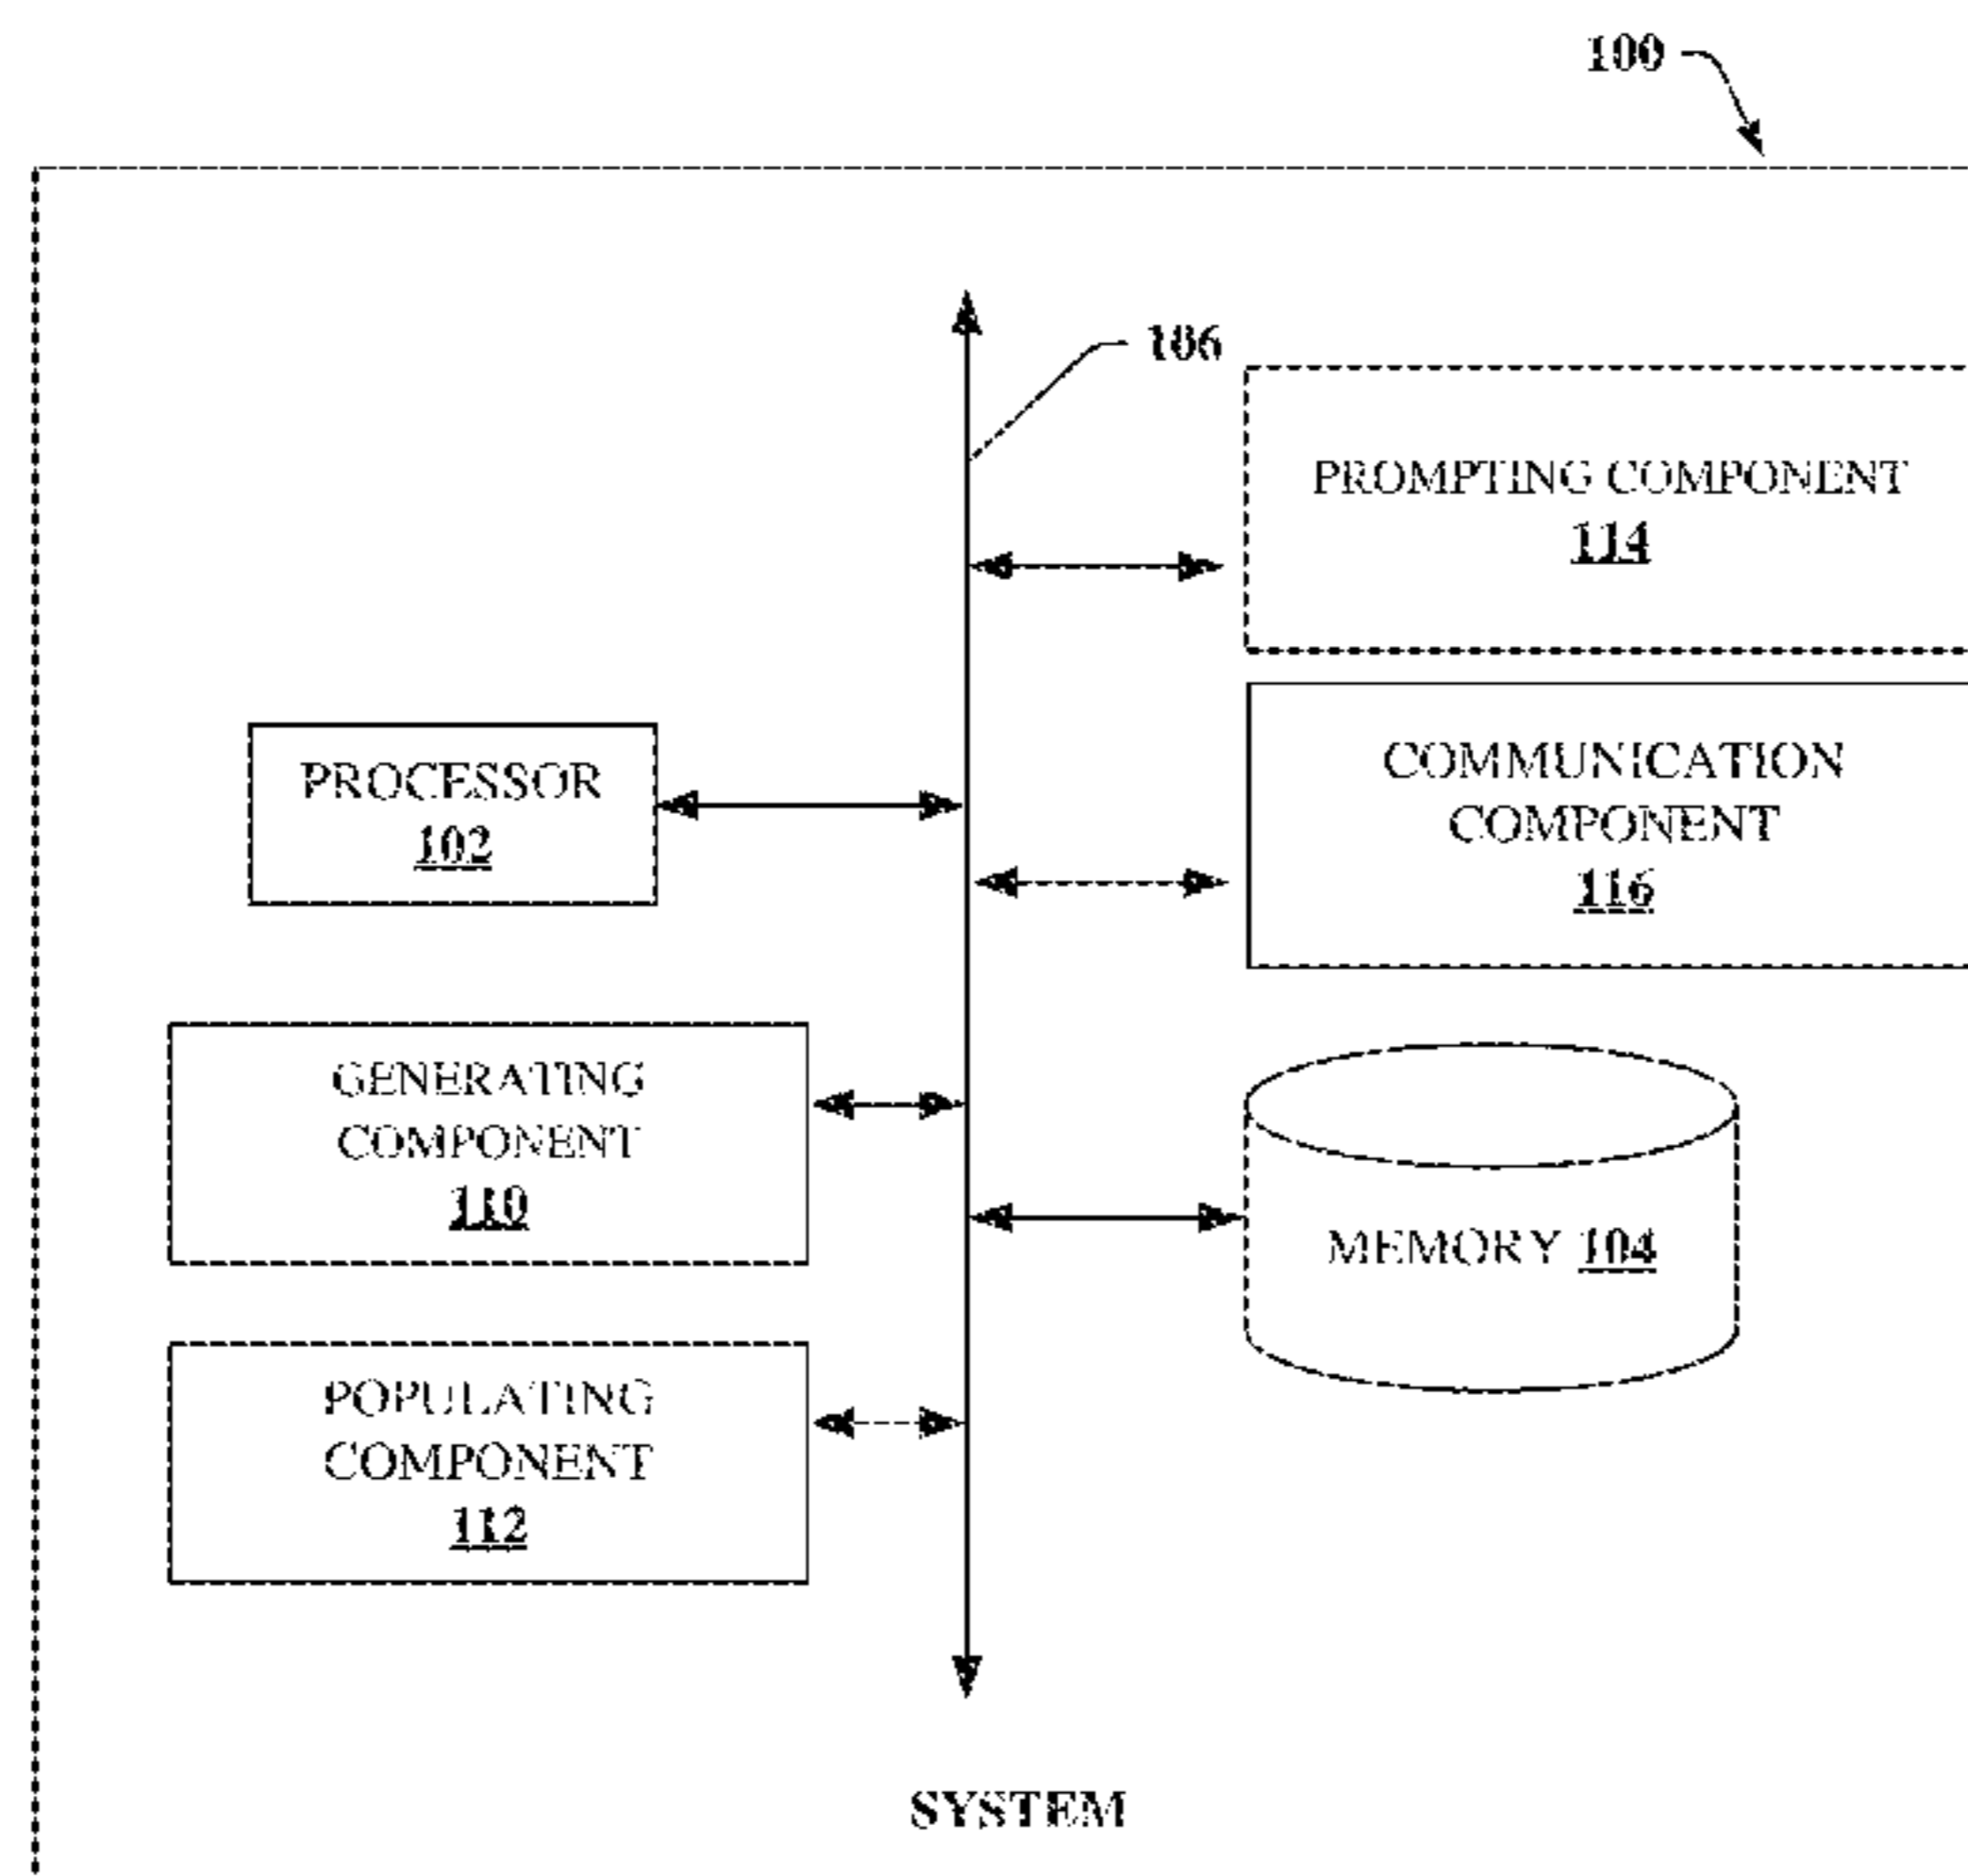 100
106
PROMPTING COMPONENT
114
PROCESSOR
102
COMMUNICATION
COMPONENT
116
GENERATING
COMPONENT
110
MEMORY 104
POPULATING
COMPONENT
112
SYSTEM